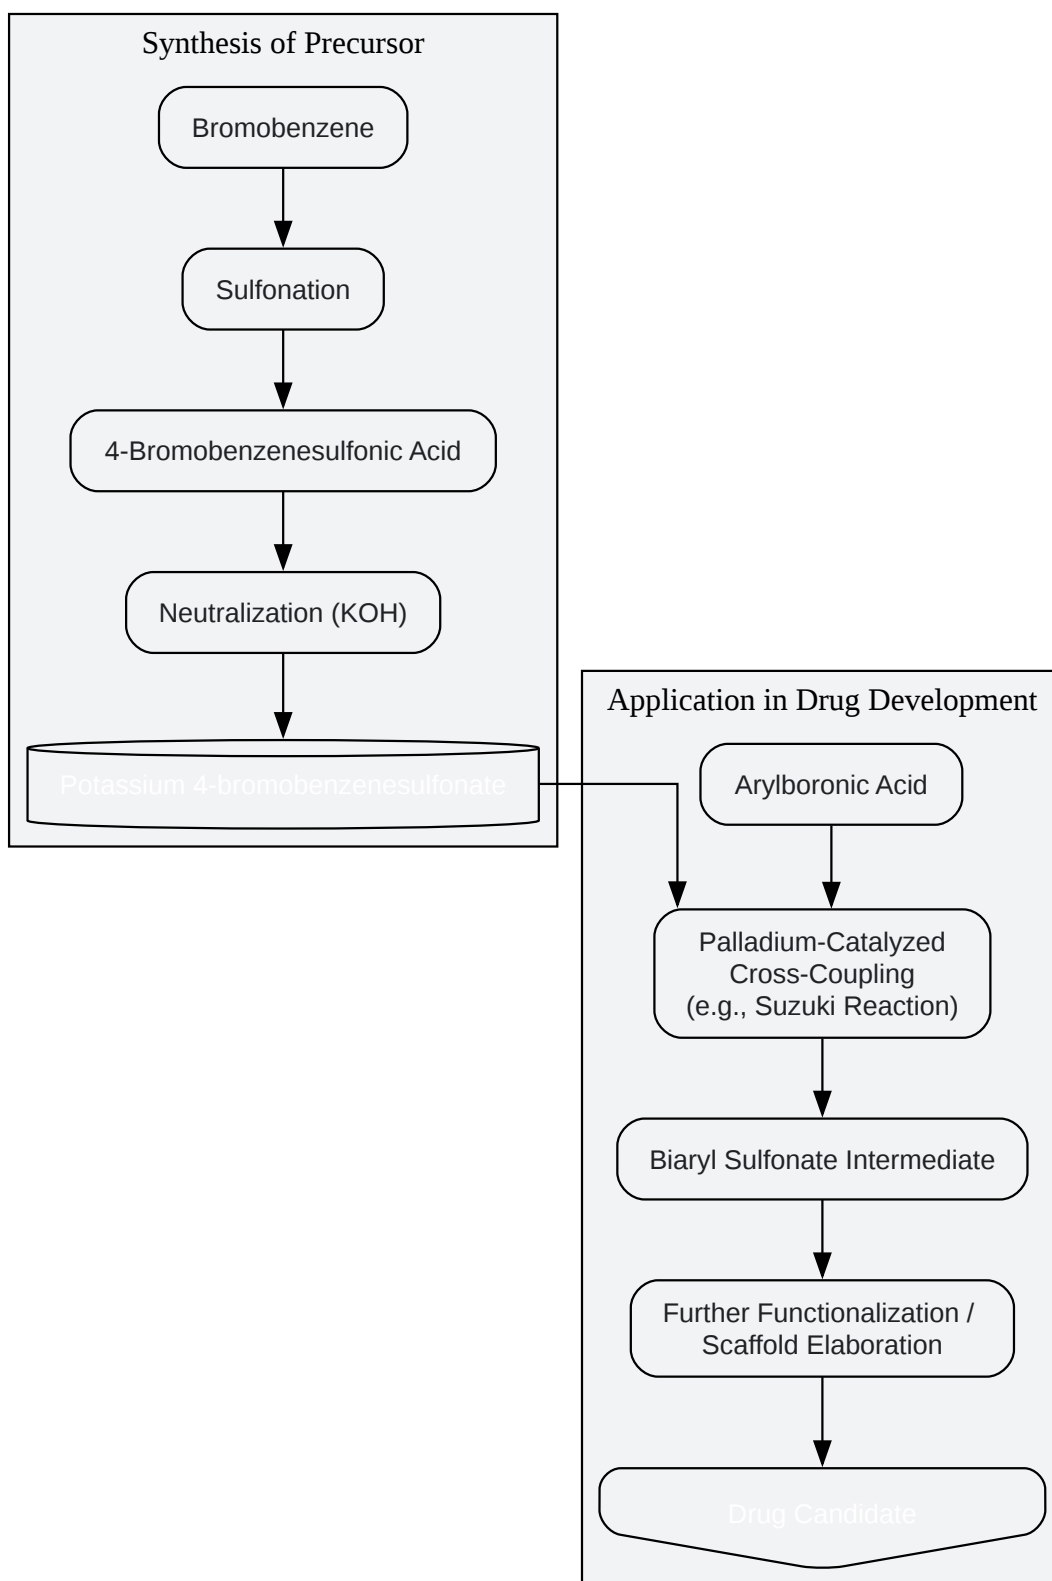 Synthesis of Precursor
Bromobenzene
Sulfonation
4-Bromobenzenesulfonic Acid
Neutralization (KOH)
Potassium 4-bromobenzenesulfonate
Application in Drug Development
Arylboronic Acid
Palladium-Catalyzed
Cross-Coupling
(e.g., Suzuki Reaction)
Biaryl Sulfonate Intermediate
Further Functionalization /
Scaffold Elaboration
Drug Candidate